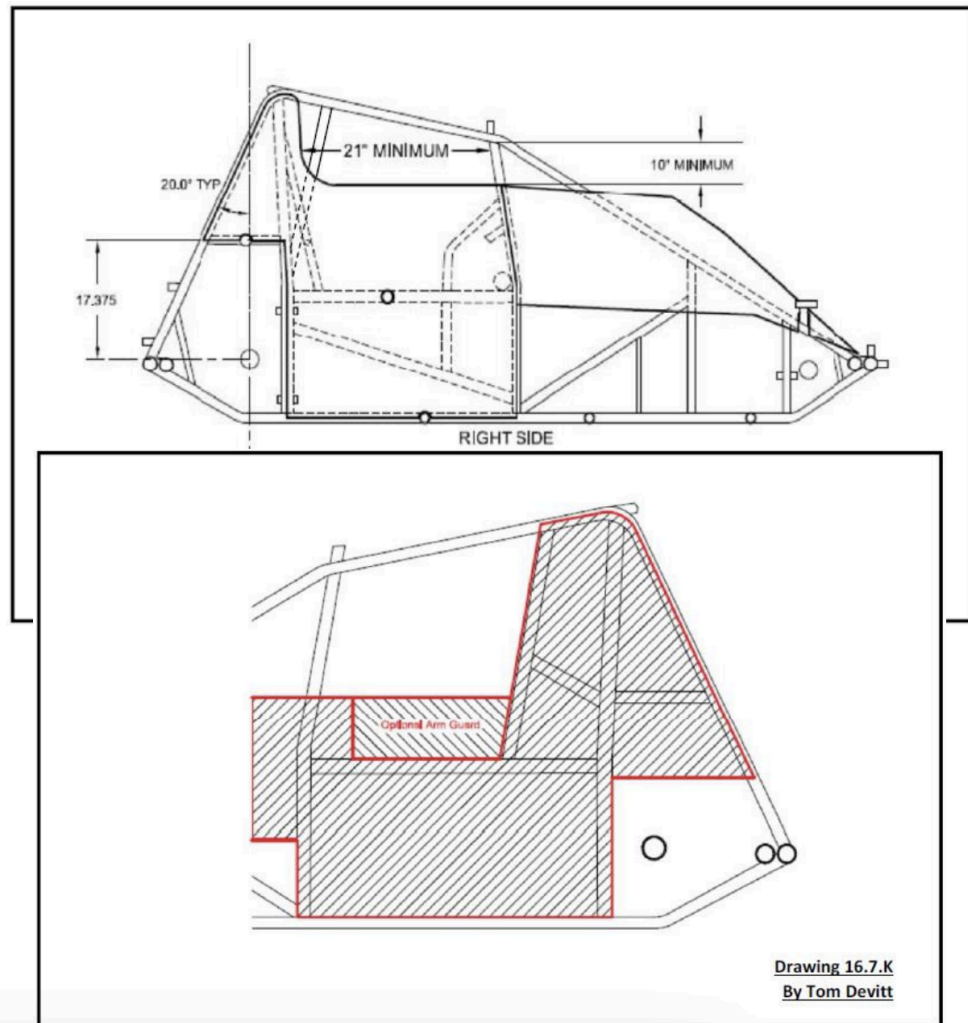 21" MINIMUM
10" MINIMUM
20.0° TYP
17.375
RIGHT SIDE
Optional Arm Guard
Drawing 16.7.K
By Tom Devitt